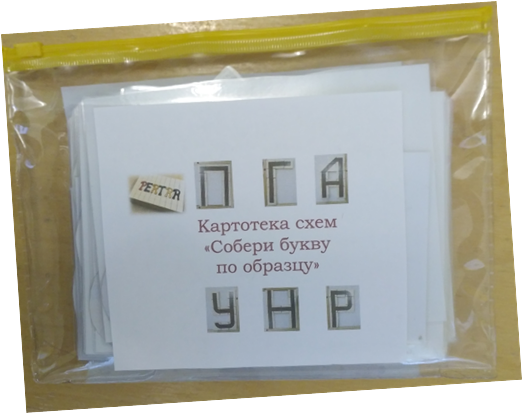 П Г А
Картотека схем
«Собери букву
по образцу»
У Н Р